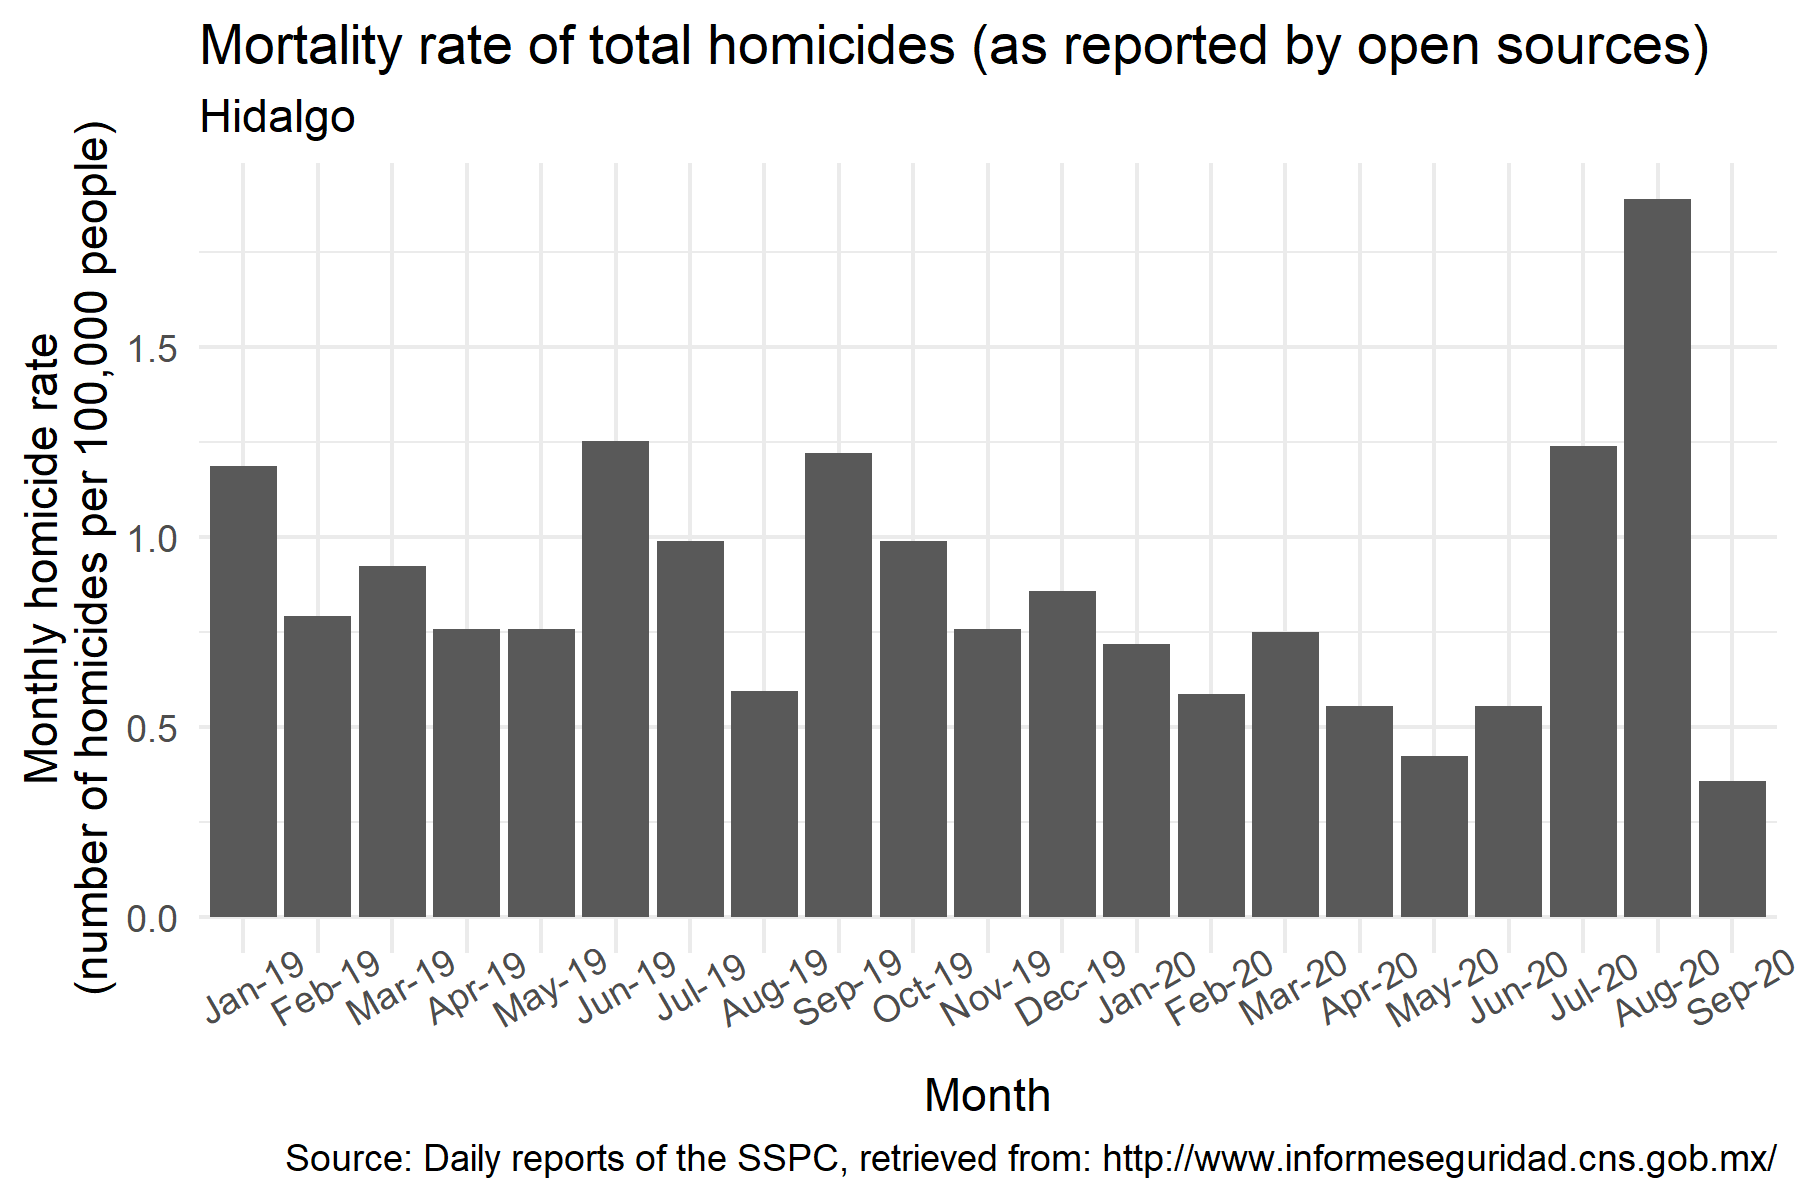 Mortality rate of total homicides (as reported by open sources)
Hidalgo
Monthly homicide rate
(number of homicides per 100,000 people)
1.5
1.0
0.5
0.0
Jan-19
Feb-19
Mar-19
Apr-19
May-19
Jun-19
Jul-19
Aug-19
Sep-19
Oct-19
Nov-19
Dec-19
Jan-20
Feb-20
Mar-20
Apr-20
May-20
Jun-20
Jul-20
Aug-20
Sep-20
Month
Source: Daily reports of the SSPC, retrieved from: http://www.informeseguridad.cns.gob.mx/